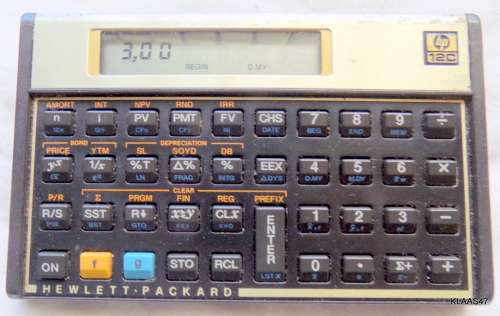 3,00
BEGIN D.MY
hp
12C
AMORT INT NPV RND IRR
n i PV PMT FV CHS 7 8 9 ÷
12× 12÷ CF₀ CFj Nj DATE BEG END MEM
BOND DEPRECIATION
PRICE YTM SL SOYD DB
yˣ 1/x %T Δ% % EEX 4 5 6 ×
eˣ LN FRAC INTG ΔDYS D.MY M.DY
CLEAR
P/R Σ PRGM FIN REG PREFIX
R/S SST R↓ x≷y CLx ENTER 1 2 3 −
PSE BST GTO x≤y x=0
ON f g STO RCL 0 . Σ+ +
LST X
HEWLETT·PACKARD
KLAAS47